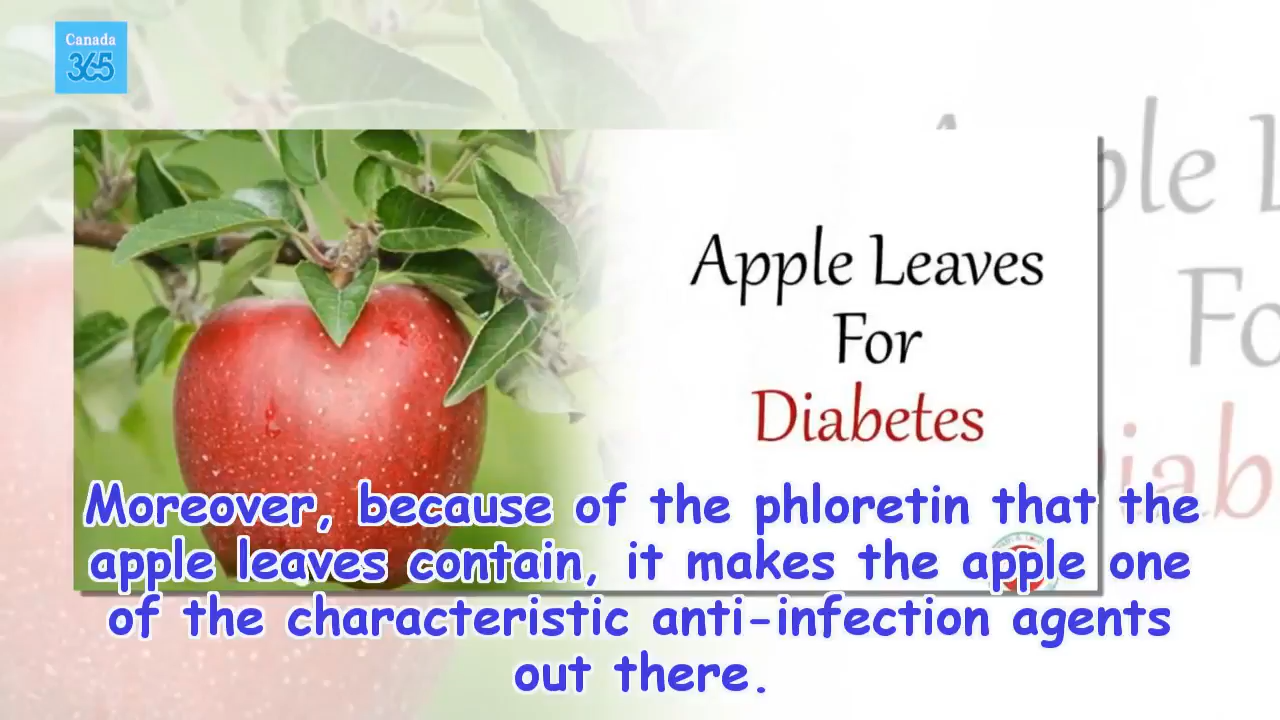 Canada
365
Apple Leaves
For
Diabetes
Moreover, because of the phloretin that the
apple leaves contain, it makes the apple one
of the characteristic anti-infection agents
out there.